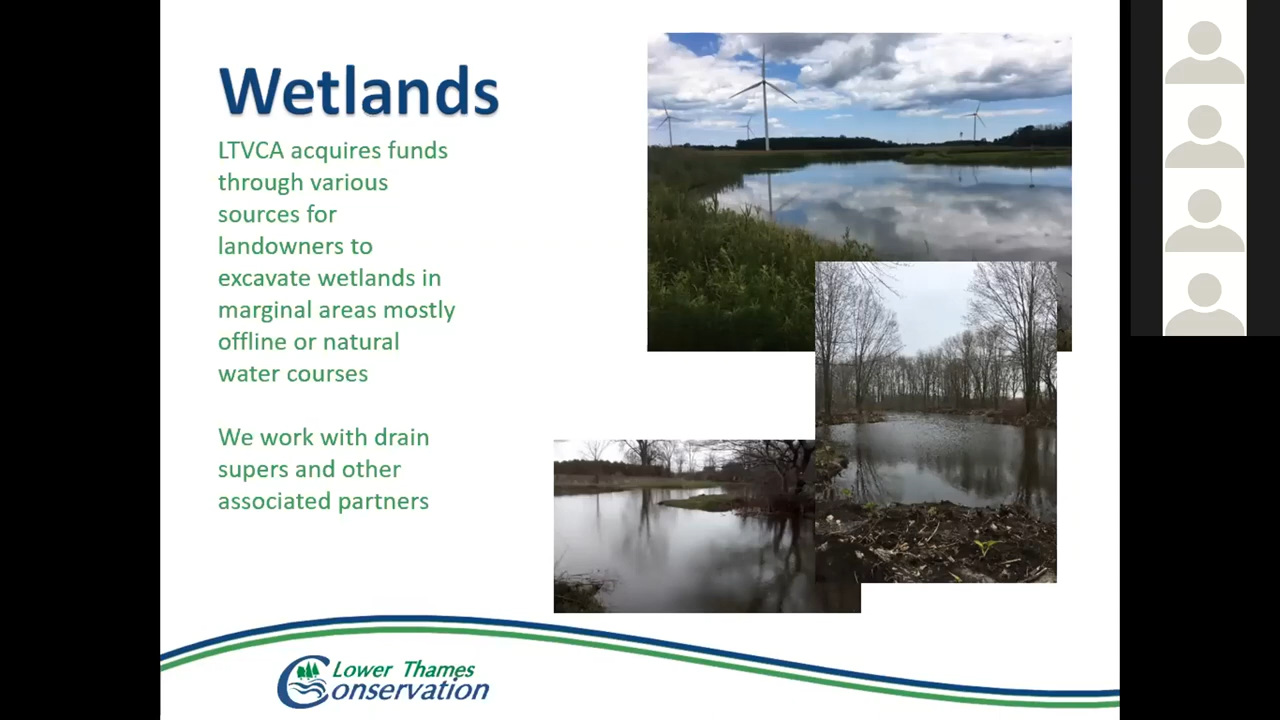 Wetlands
LTVCA acquires funds
through various
sources for
landowners to
excavate wetlands in
marginal areas mostly
offline or natural
water courses
We work with drain
supers and other
associated partners
Lower Thames
Conservation